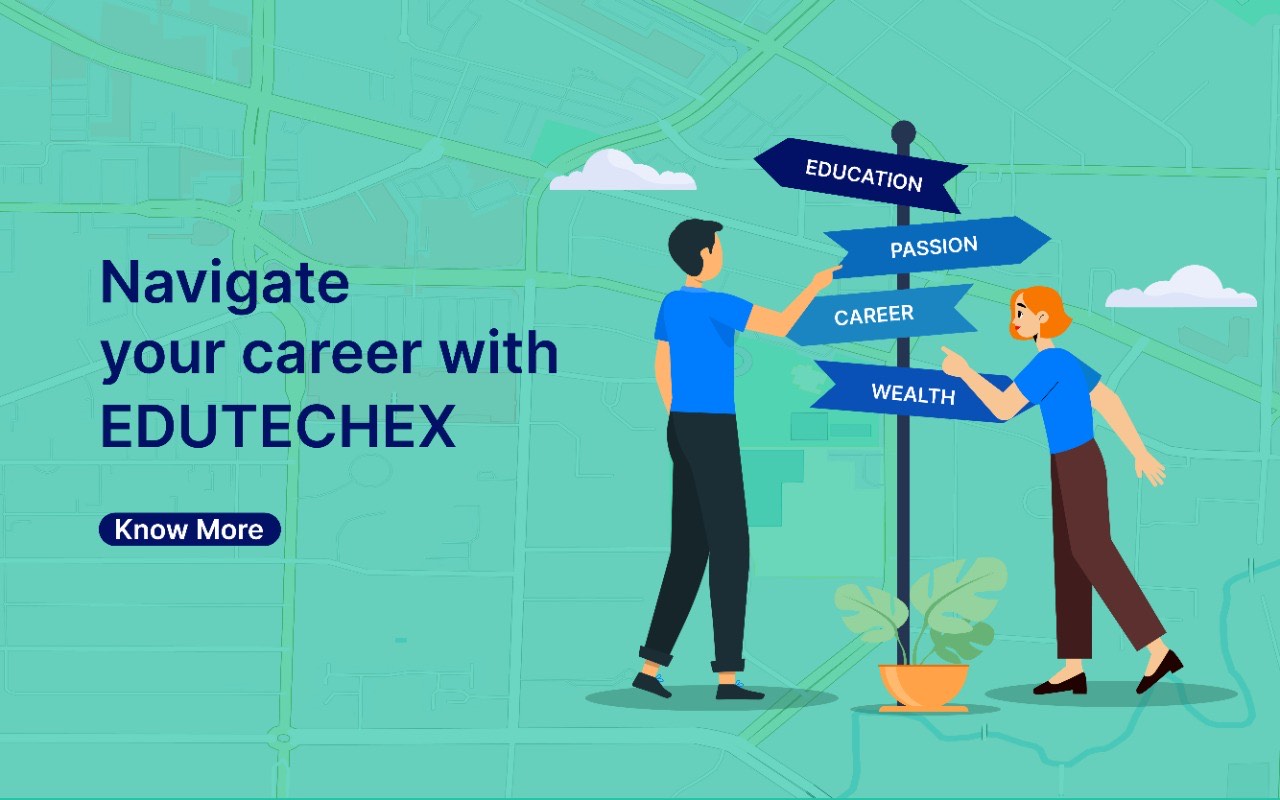 Navigate
your career with
EDUTECHEX
Know More
EDUCATION
PASSION
CAREER
WEALTH